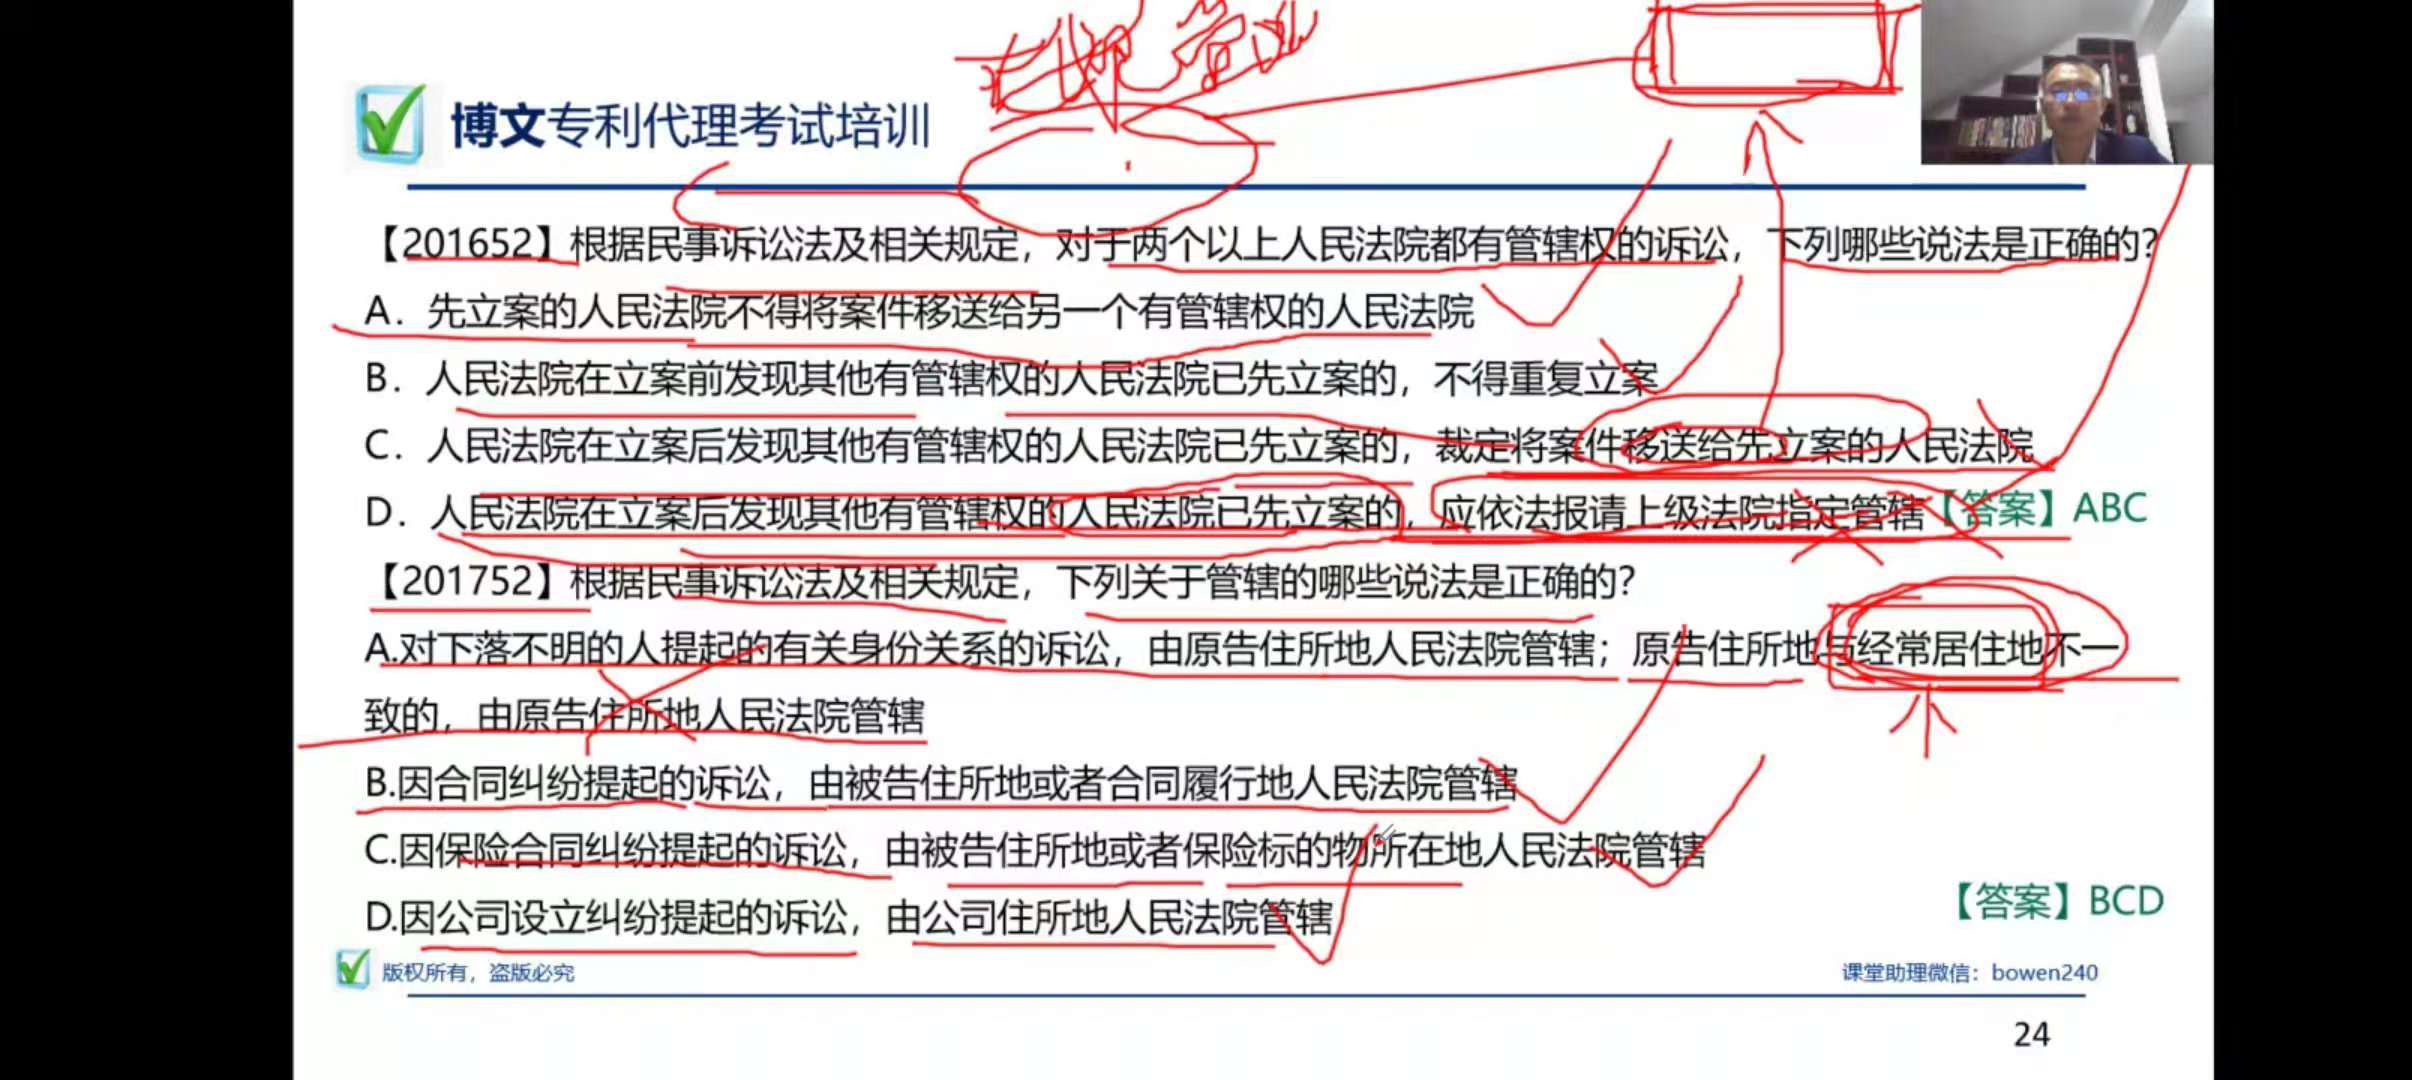 博文专利代理考试培训
【201652】根据民事诉讼法及相关规定，对于两个以上人民法院都有管辖权的诉讼，下列哪些说法是正确的？
A．先立案的人民法院不得将案件移送给另一个有管辖权的人民法院
B．人民法院在立案前发现其他有管辖权的人民法院已先立案的，不得重复立案
C．人民法院在立案后发现其他有管辖权的人民法院已先立案的，裁定将案件移送给先立案的人民法院
D．人民法院在立案后发现其他有管辖权的人民法院已先立案的，应依法报请上级法院指定管辖【答案】ABC
【201752】根据民事诉讼法及相关规定，下列关于管辖的哪些说法是正确的？
A.对下落不明的人提起的有关身份关系的诉讼，由原告住所地人民法院管辖；原告住所地与经常居住地不一
致的，由原告住所地人民法院管辖
B.因合同纠纷提起的诉讼，由被告住所地或者合同履行地人民法院管辖
C.因保险合同纠纷提起的诉讼，由被告住所地或者保险标的物所在地人民法院管辖
【答案】BCD
D.因公司设立纠纷提起的诉讼，由公司住所地人民法院管辖
版权所有，盗版必究
课堂助理微信：bowen240
24